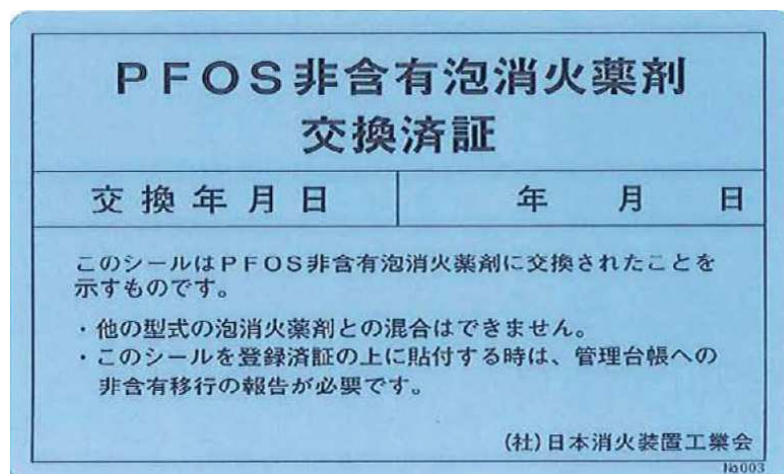 PFOS非含有泡消火薬剤
交換済証
交換年月日 年 月 日
このシールはPFOS非含有泡消火薬剤に交換されたことを
示すものです。
・他の型式の泡消火薬剤との混合はできません。
・このシールを登録済証の上に貼付する時は、管理台帳への
非含有移行の報告が必要です。
(社)日本消火装置工業会
No003